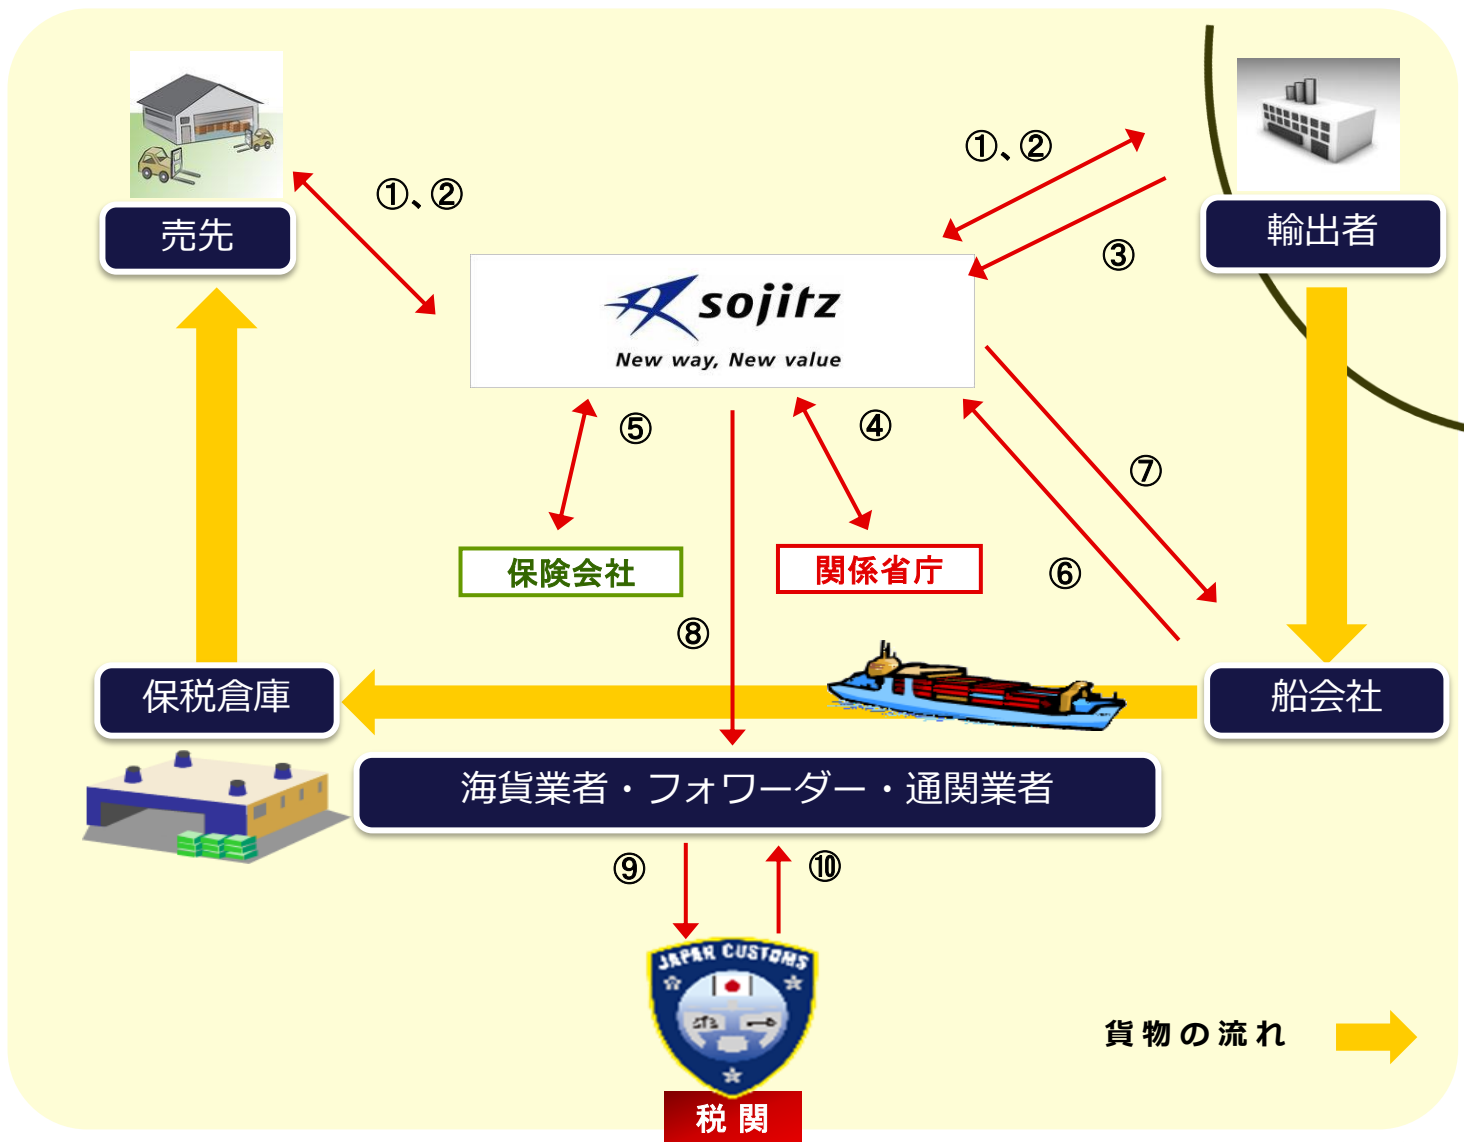 ①、②
①、②
売先
輸出者
③
sojitz
New way, New value
⑤
④
⑦
保険会社
関係省庁
⑥
⑧
保税倉庫
船会社
海貨業者・フォワーダー・通関業者
⑨
⑩
JAPAN CUSTOMS
貨物の流れ
税関